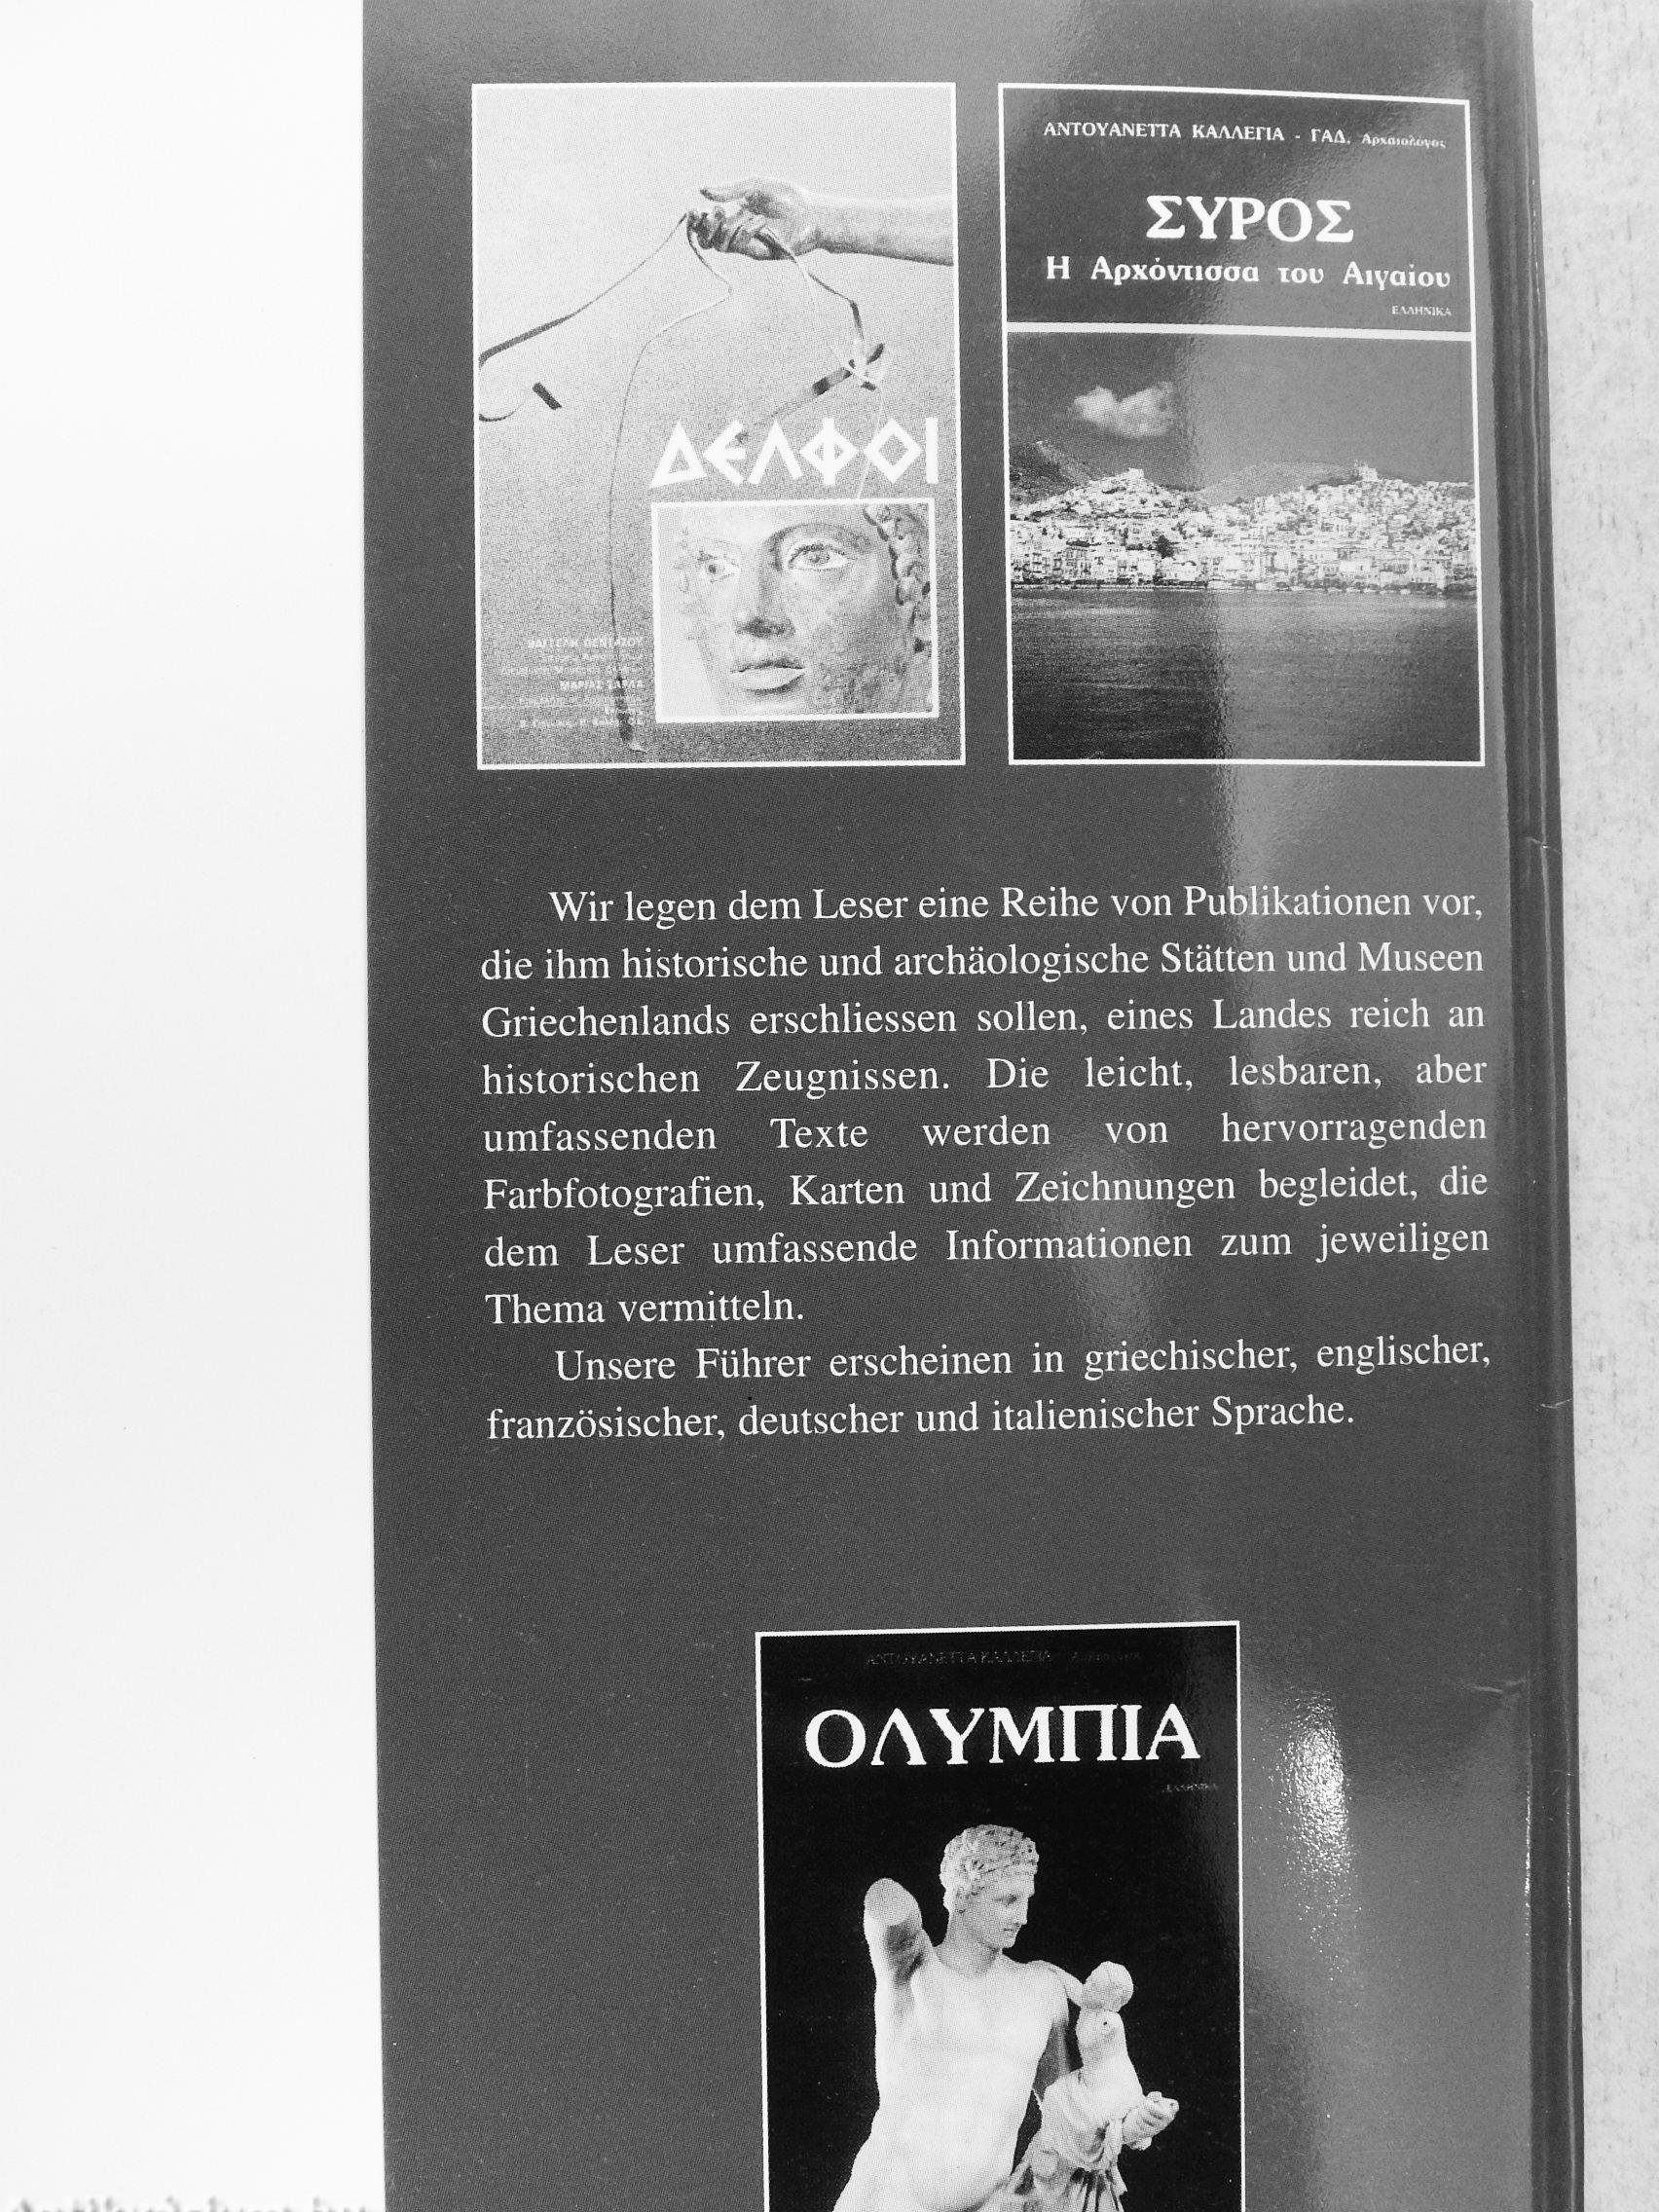 ΔΕΛΦΟΙ
ΑΝΤΟΥΑΝΕΤΤΑ ΚΑΛΛΕΓΙΑ - ΓΑΔ. Αρχαιολόγος
ΣΥΡΟΣ
Η Αρχόντισσα του Αιγαίου
ΕΛΛΗΝΙΚΑ
Wir legen dem Leser eine Reihe von Publikationen vor,
die ihm historische und archäologische Stätten und Museen
Griechenlands erschliessen sollen, eines Landes reich an
historischen Zeugnissen. Die leicht, lesbaren, aber
umfassenden Texte werden von hervorragenden
Farbfotografien, Karten und Zeichnungen begleidet, die
dem Leser umfassende Informationen zum jeweiligen
Thema vermitteln.
Unsere Führer erscheinen in griechischer, englischer,
französischer, deutscher und italienischer Sprache.
ΑΝΤΟΥΑΝΕΤΤΑ ΚΑΛΛΕΓΙΑ
ΟΛΥΜΠΙΑ
ΕΛΛΗΝΙΚΑ